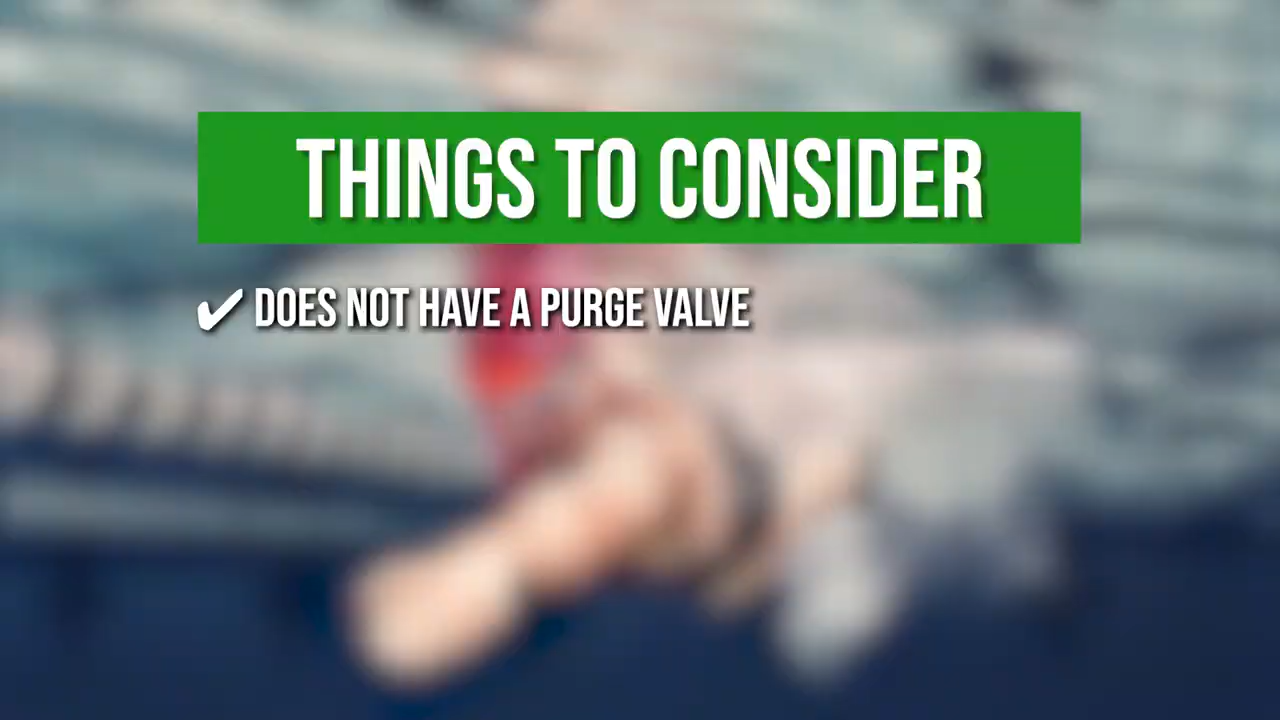 THINGS TO CONSIDER
✔ DOES NOT HAVE A PURGE VALVE